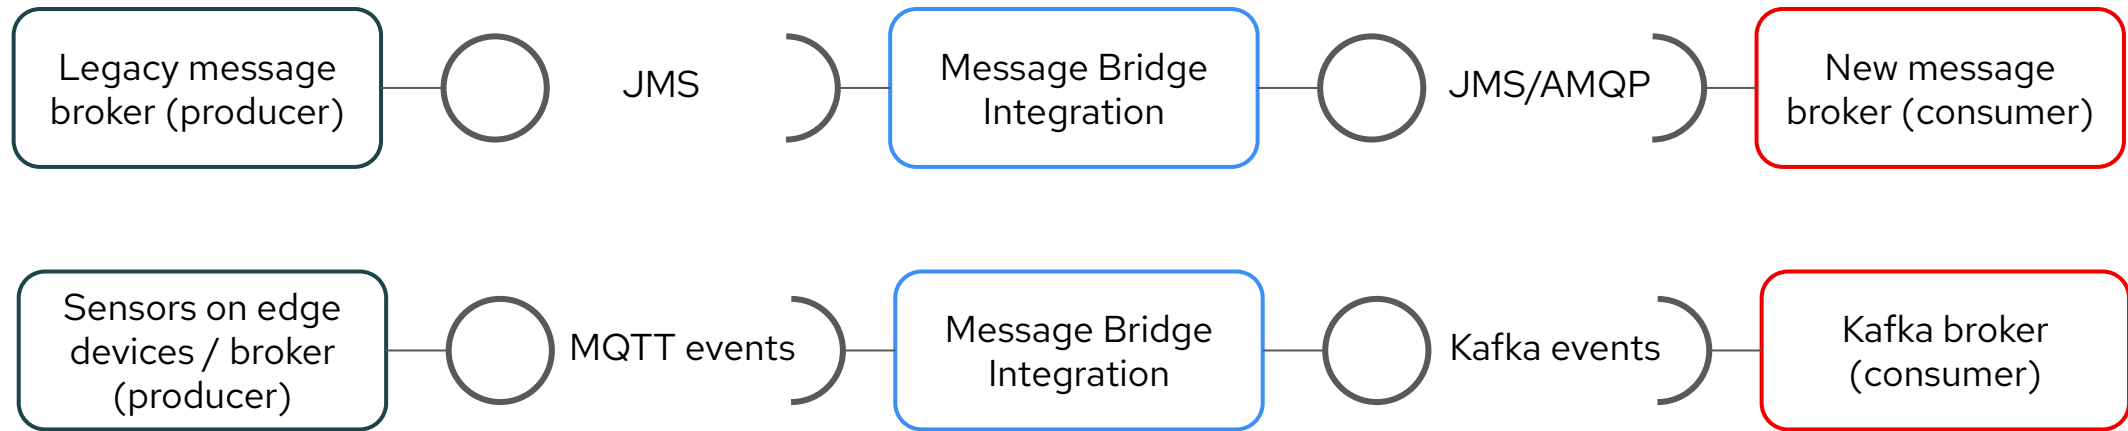 Legacy message
broker (producer)
JMS
Message Bridge
Integration
JMS/AMQP
New message
broker (consumer)
Sensors on edge
devices / broker
(producer)
MQTT events
Message Bridge
Integration
Kafka events
Kafka broker
(consumer)